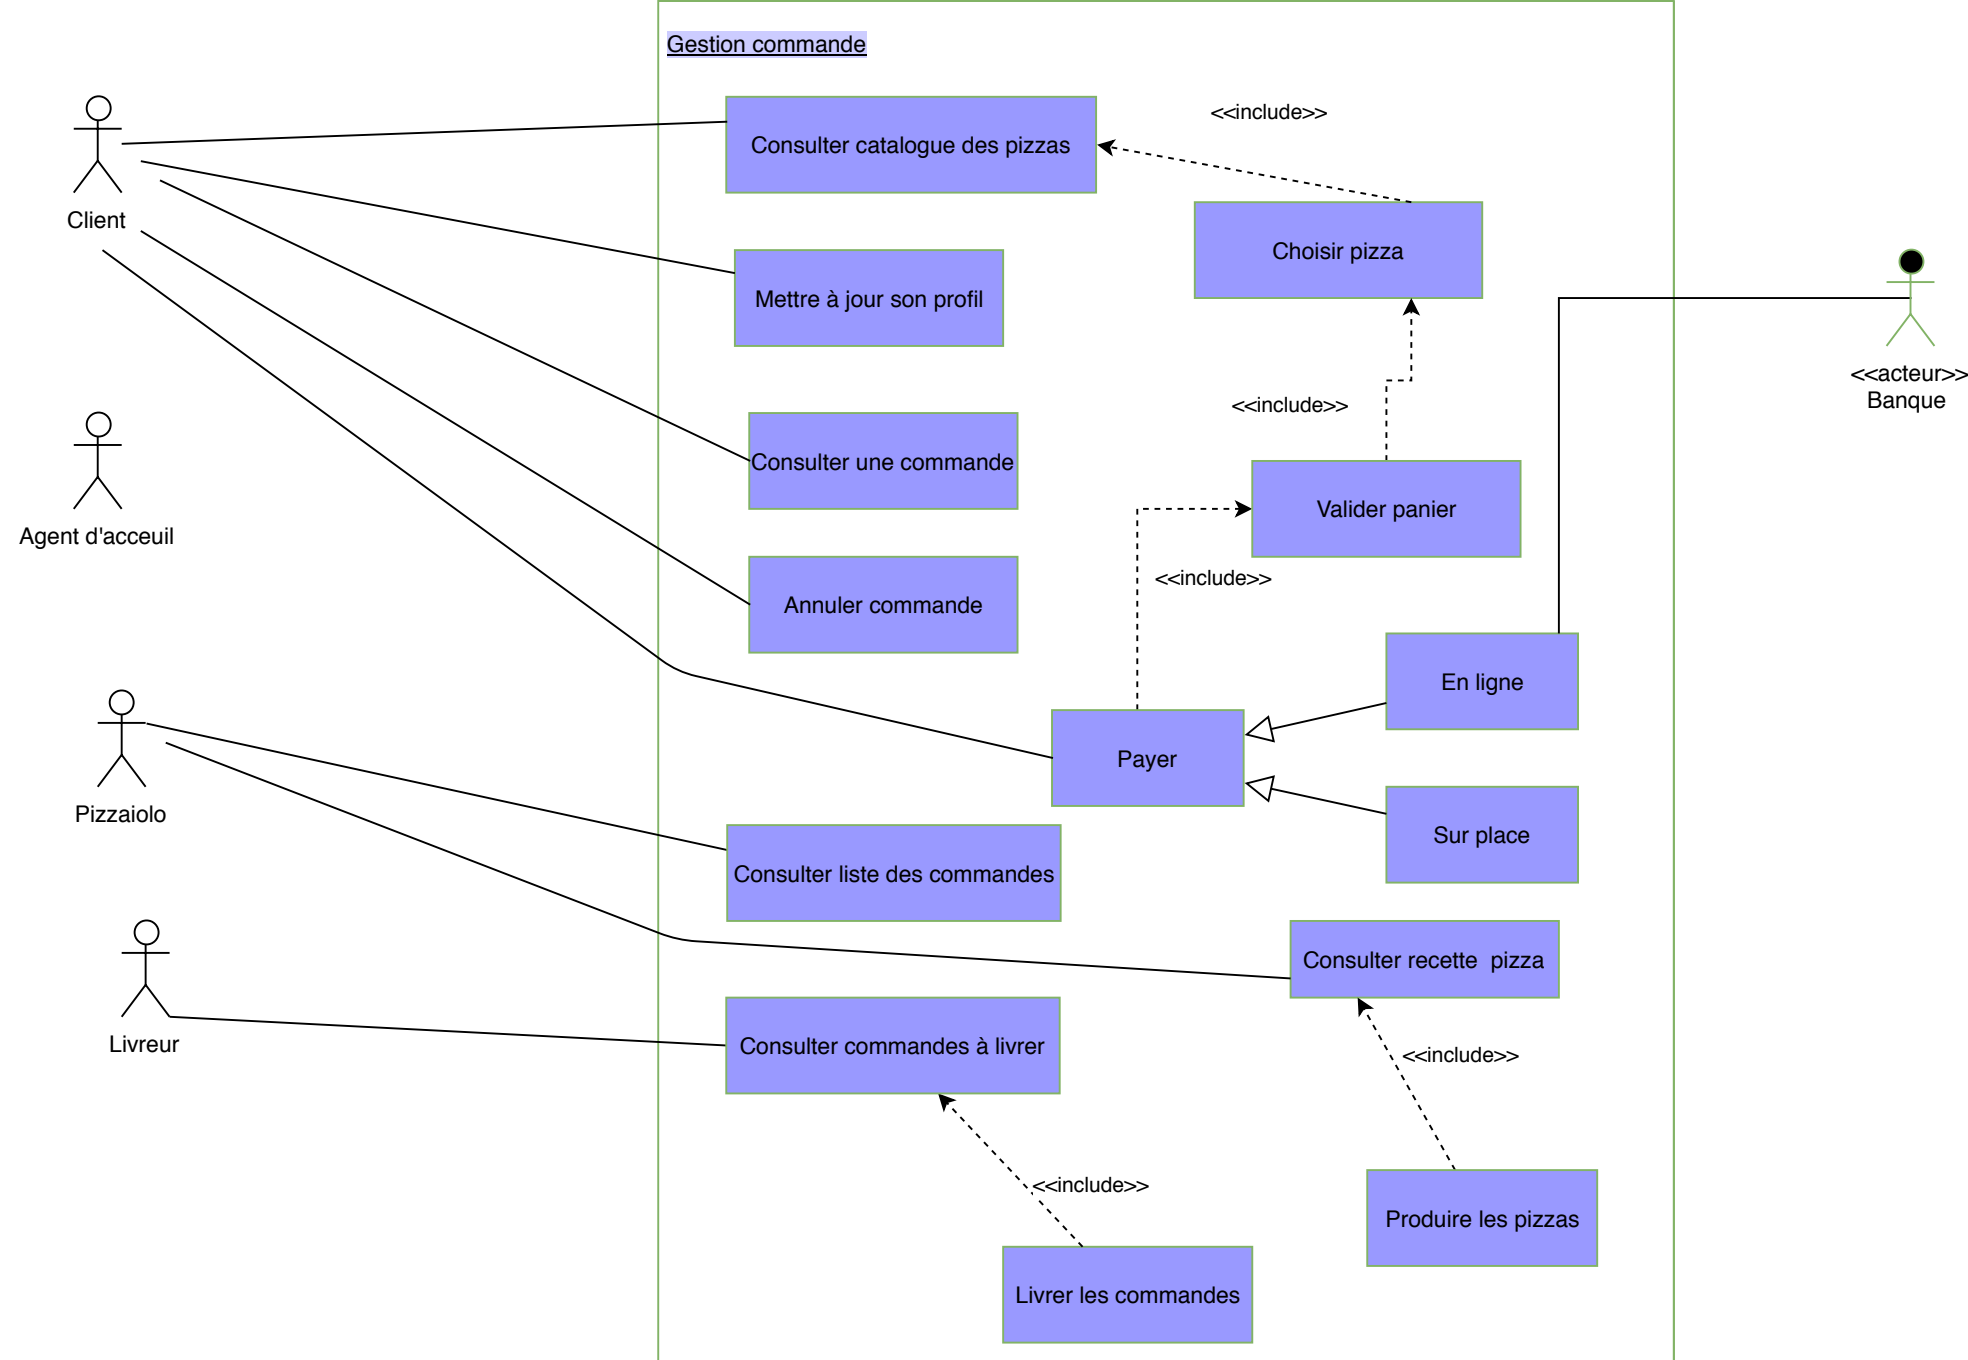 Gestion commande
Consulter catalogue des pizzas
<<include>>
Client
Choisir pizza
Mettre à jour son profil
<<acteur>>
Banque
<<include>>
Consulter une commande
Valider panier
Agent d'acceuil
<<include>>
Annuler commande
En ligne
Payer
Pizzaiolo
Sur place
Consulter liste des commandes
Consulter recette  pizza
Livreur
Consulter commandes à livrer
<<include>>
<<include>>
Produire les pizzas
Livrer les commandes